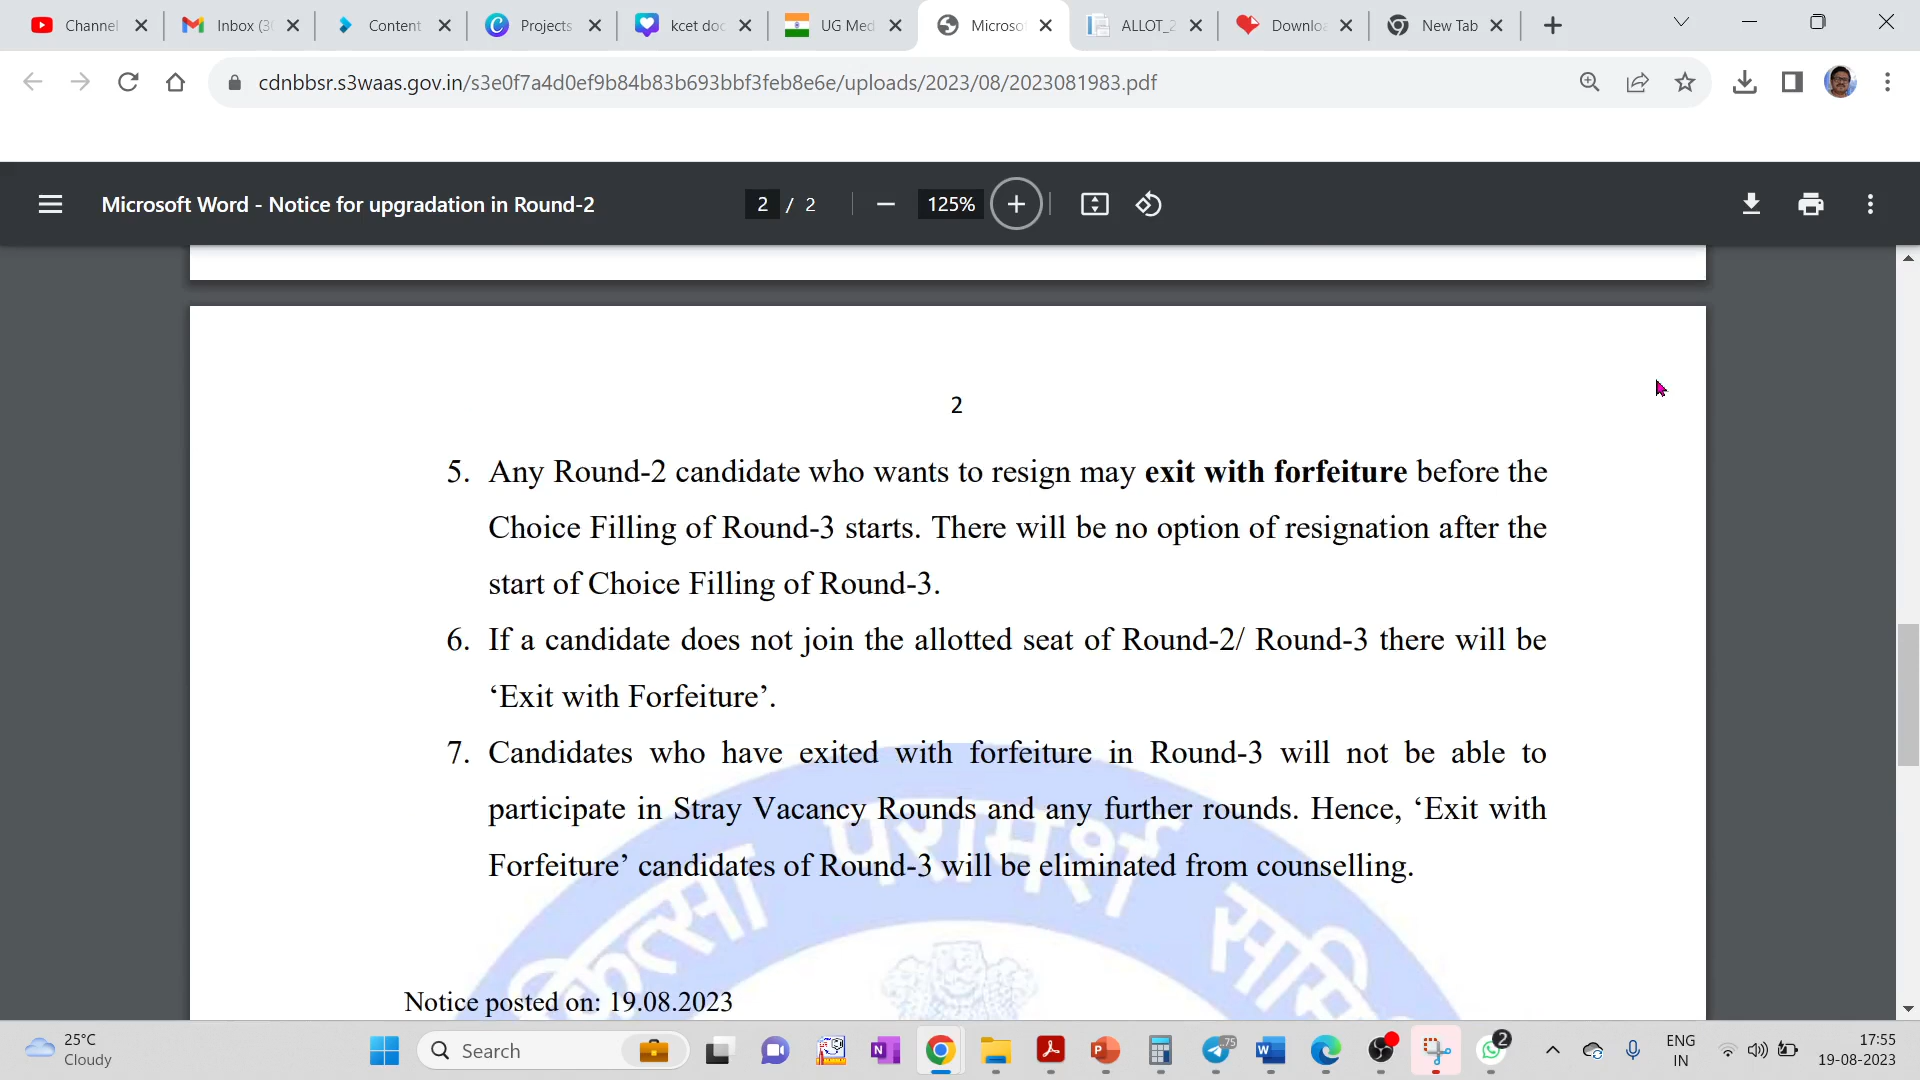 Channel
Inbox (3
Content
Projects
kcet doc
UG Med
Microso
ALLOT_2
Downloa
New Tab
cdnbbsr.s3waas.gov.in/s3e0f7a4d0ef9b84b83b693bbf3feb8e6e/uploads/2023/08/2023081983.pdf
Microsoft Word - Notice for upgradation in Round-2
2 / 2
125%
2
5. Any Round-2 candidate who wants to resign may exit with forfeiture before the
Choice Filling of Round-3 starts. There will be no option of resignation after the
start of Choice Filling of Round-3.
6. If a candidate does not join the allotted seat of Round-2/ Round-3 there will be
‘Exit with Forfeiture’.
7. Candidates who have exited with forfeiture in Round-3 will not be able to
participate in Stray Vacancy Rounds and any further rounds. Hence, ‘Exit with
Forfeiture’ candidates of Round-3 will be eliminated from counselling.
चिकित्सा परामर्श समिति
Notice posted on: 19.08.2023
25°C
Cloudy
Search
.75
2
ENG
IN
17:55
19-08-2023